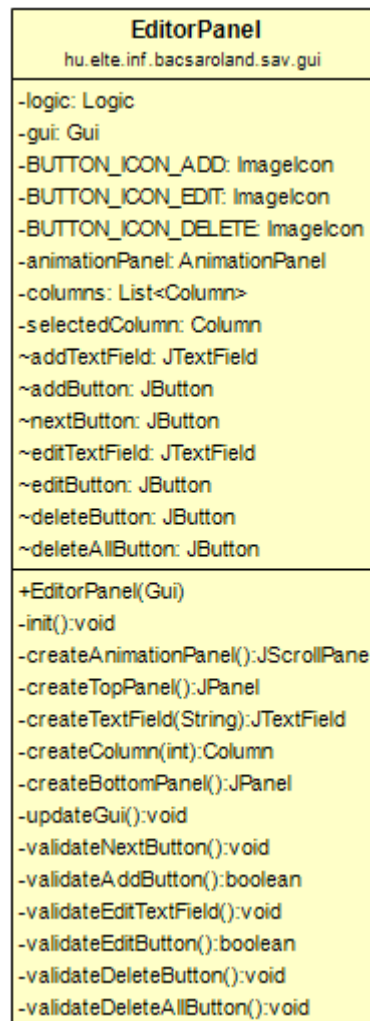 EditorPanel
hu.elte.inf.bacsaroland.sav.gui
-logic: Logic
-gui: Gui
-BUTTON_ICON_ADD: ImageIcon
-BUTTON_ICON_EDIT: ImageIcon
-BUTTON_ICON_DELETE: ImageIcon
-animationPanel: AnimationPanel
-columns: List<Column>
-selectedColumn: Column
~addTextField: JTextField
~addButton: JButton
~nextButton: JButton
~editTextField: JTextField
~editButton: JButton
~deleteButton: JButton
~deleteAllButton: JButton
+EditorPanel(Gui)
-init():void
-createAnimationPanel():JScrollPane
-createTopPanel():JPanel
-createTextField(String):JTextField
-createColumn(int):Column
-createBottomPanel():JPanel
-updateGui():void
-validateNextButton():void
-validateAddButton():boolean
-validateEditTextField():void
-validateEditButton():boolean
-validateDeleteButton():void
-validateDeleteAllButton():void